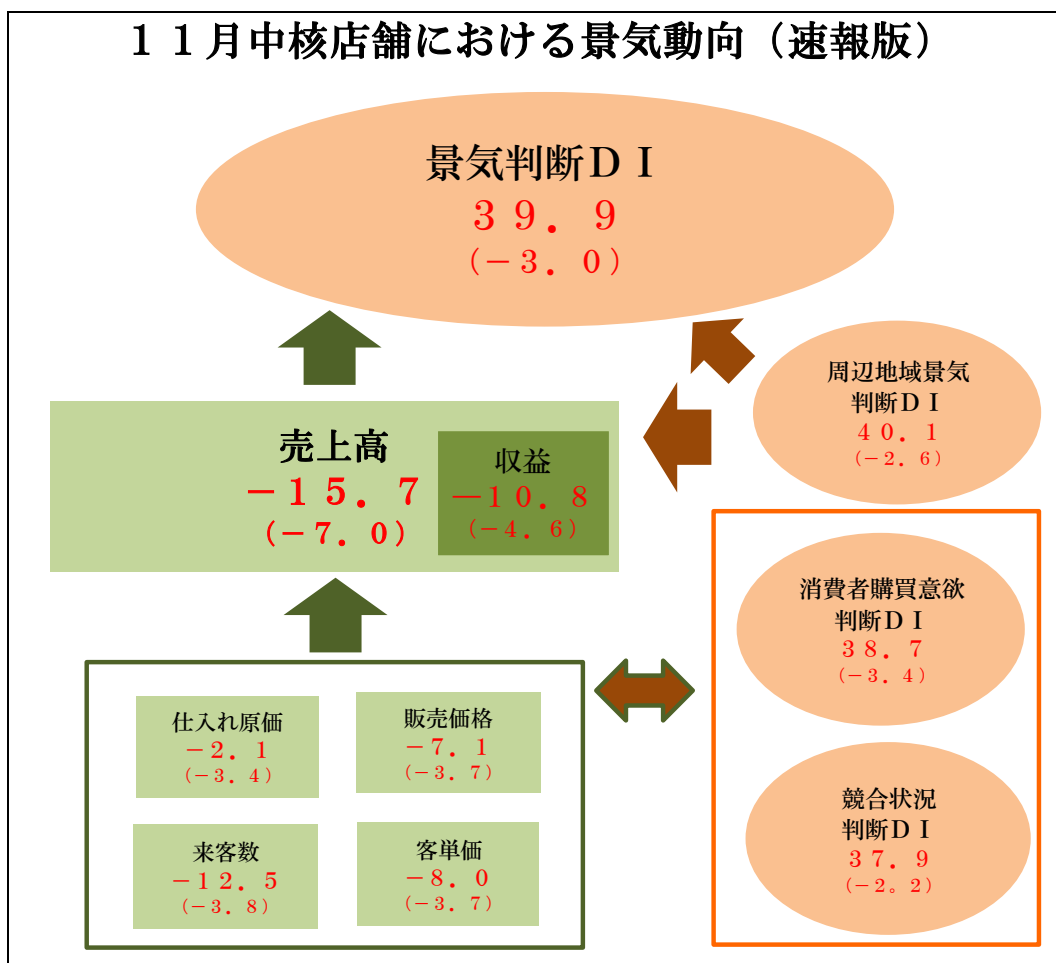 １１月中核店舗における景気動向（速報版）
景気判断ＤＩ
３９．９
（－３．０）
周辺地域景気
判断ＤＩ
４０．１
（－２．６）
売上高
－１５．７
（－７．０）
収益
－１０．８
（－４．６）
消費者購買意欲
判断ＤＩ
３８．７
（－３．４）
仕入れ原価
－２．１
（－３．４）
販売価格
－７．１
（－３．７）
来客数
－１２．５
（－３．８）
客単価
－８．０
（－３．７）
競合状況
判断ＤＩ
３７．９
（－２。２）